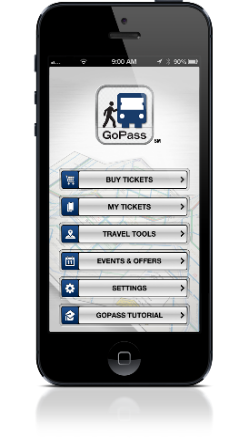 9:00 AM 90%
GoPass
SM
BUY TICKETS
MY TICKETS
TRAVEL TOOLS
EVENTS & OFFERS
SETTINGS
GOPASS TUTORIAL